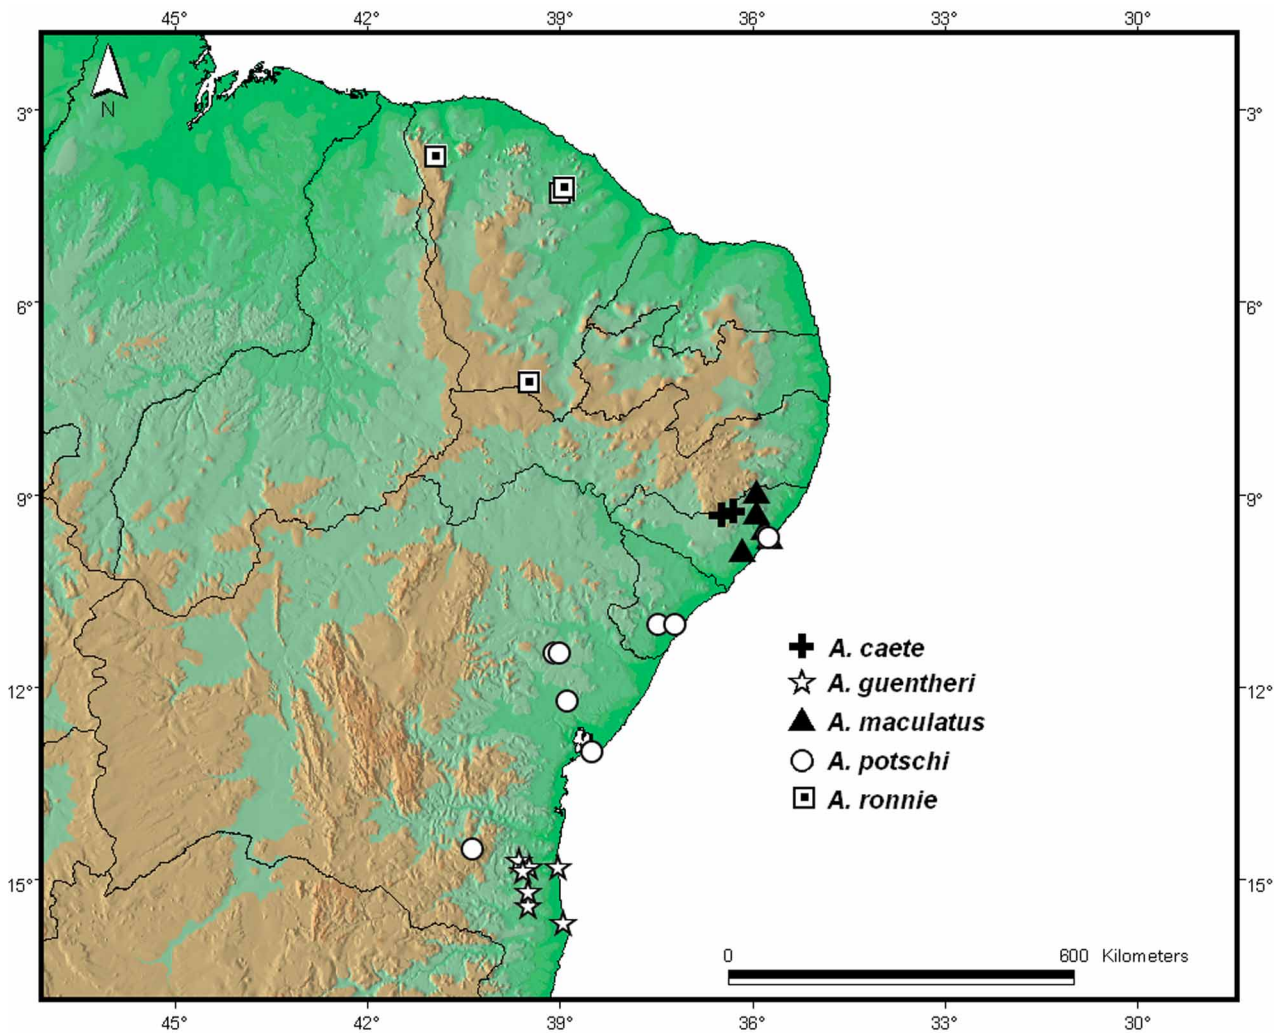 45° 42° 39° 36° 33° 30°
N
3° 3°
6° 6°
9° 9°
A. caete
A. guentheri
12° 12°
A. maculatus
A. potschi
A. ronnie
15° 15°
0 600 Kilometers
45° 42° 39° 36° 33° 30°